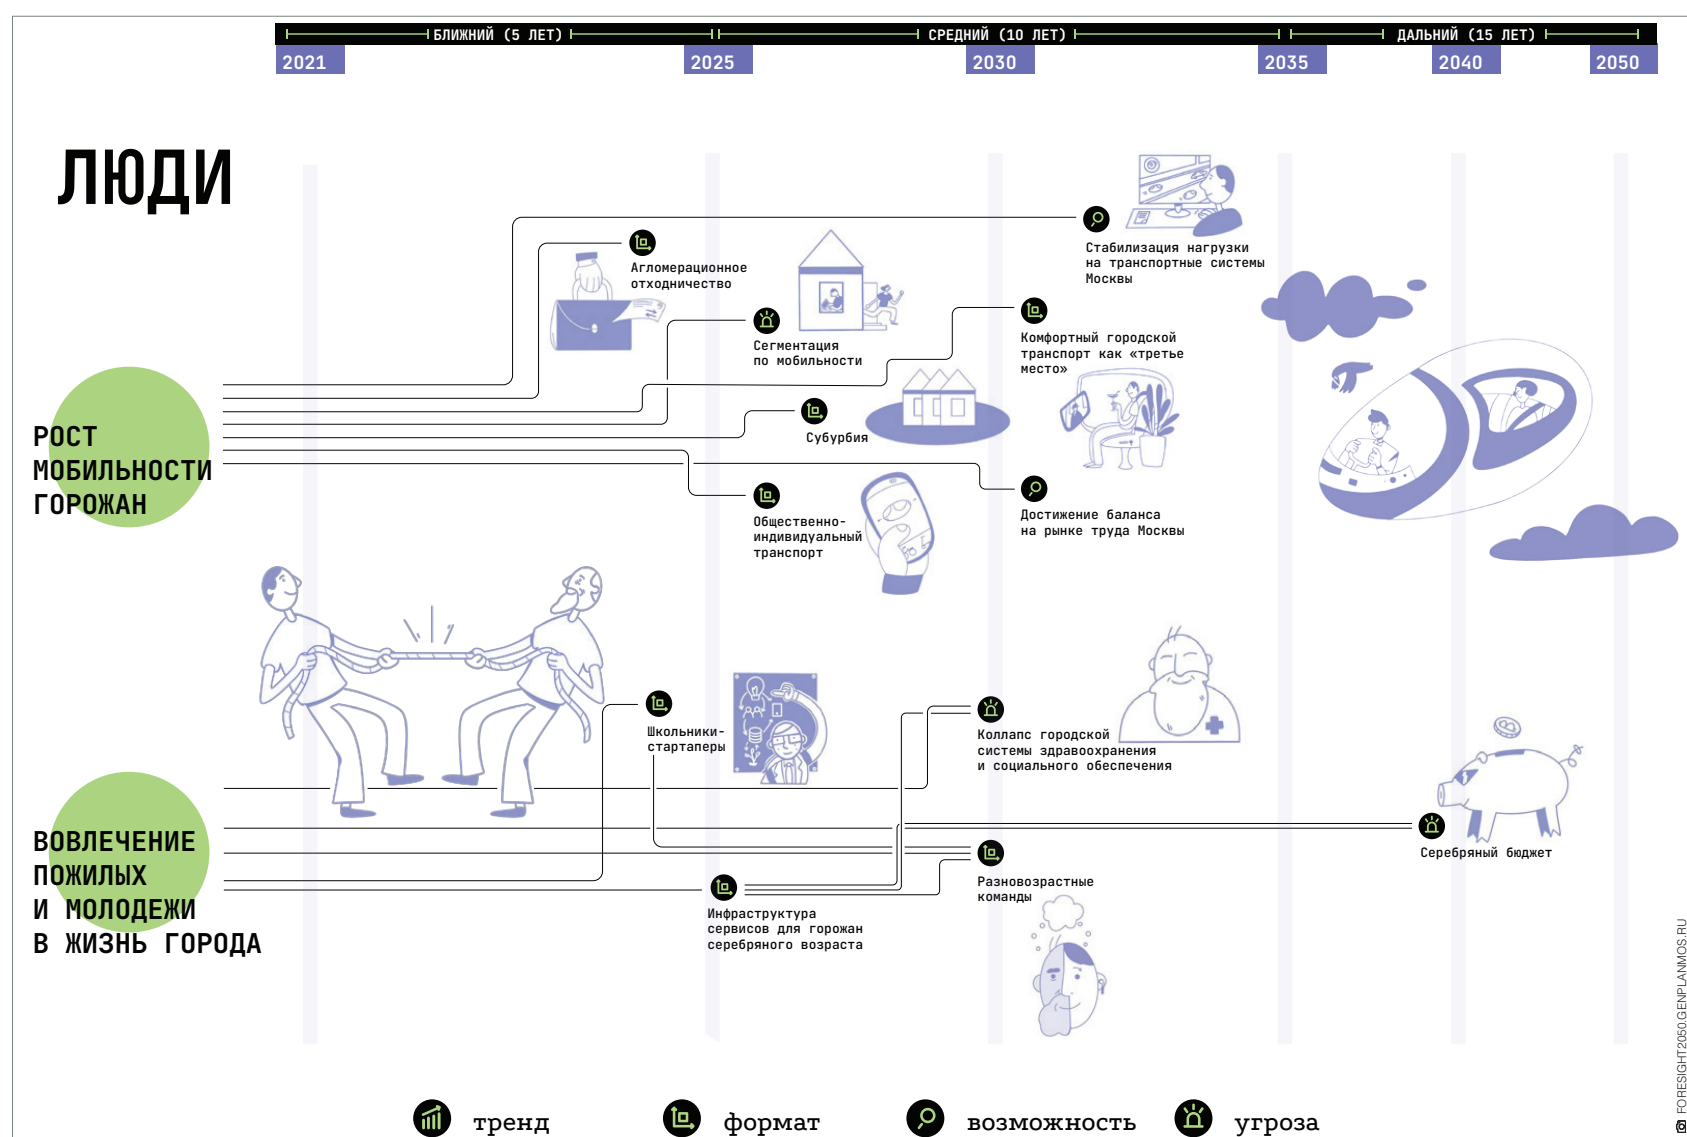 БЛИЖНИЙ (5 ЛЕТ)
СРЕДНИЙ (10 ЛЕТ)
ДАЛЬНИЙ (15 ЛЕТ)
2021
2025
2030
2035
2040
2050
ЛЮДИ
РОСТ
МОБИЛЬНОСТИ
ГОРОЖАН
Стабилизация нагрузки
на транспортные системы
Москвы
Агломерационное
отходничество
Сегментация
по мобильности
Комфортный городской
транспорт как «третье
место»
Субурбия
Общественно-
индивидуальный
транспорт
Достижение баланса
на рынке труда Москвы
ВОВЛЕЧЕНИЕ
ПОЖИЛЫХ
И МОЛОДЕЖИ
В ЖИЗНЬ ГОРОДА
Школьники-
стартаперы
Коллапс городской
системы здравоохранения
и социального обеспечения
Серебряный бюджет
Разновозрастные
команды
Инфраструктура
сервисов для горожан
серебряного возраста
тренд
формат
возможность
угроза
FORESIGHT2050.GENPLANMOS.RU